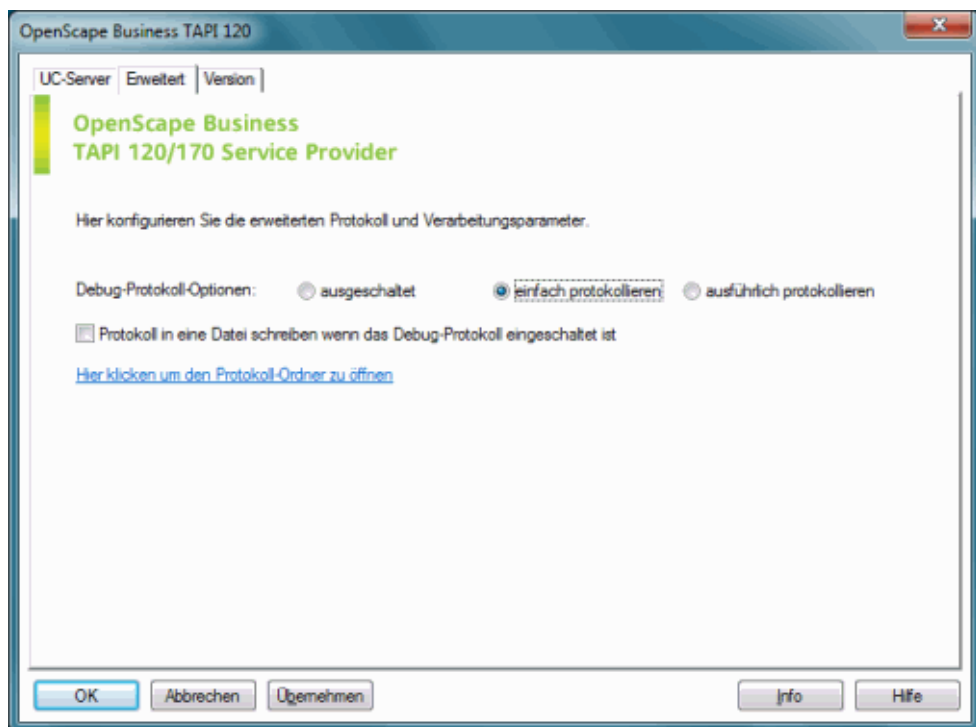 OpenScape Business TAPI 120
UC-Server Erweitert Version
OpenScape Business
TAPI 120/170 Service Provider
Hier konfigurieren Sie die erweiterten Protokoll und Verarbeitungsparameter.
Debug-Protokoll-Optionen: ausgeschaltet einfach protokollieren ausführlich protokollieren
Protokoll in eine Datei schreiben wenn das Debug-Protokoll eingeschaltet ist
Hier klicken um den Protokoll-Ordner zu öffnen
OK Abbrechen Übernehmen Info Hilfe